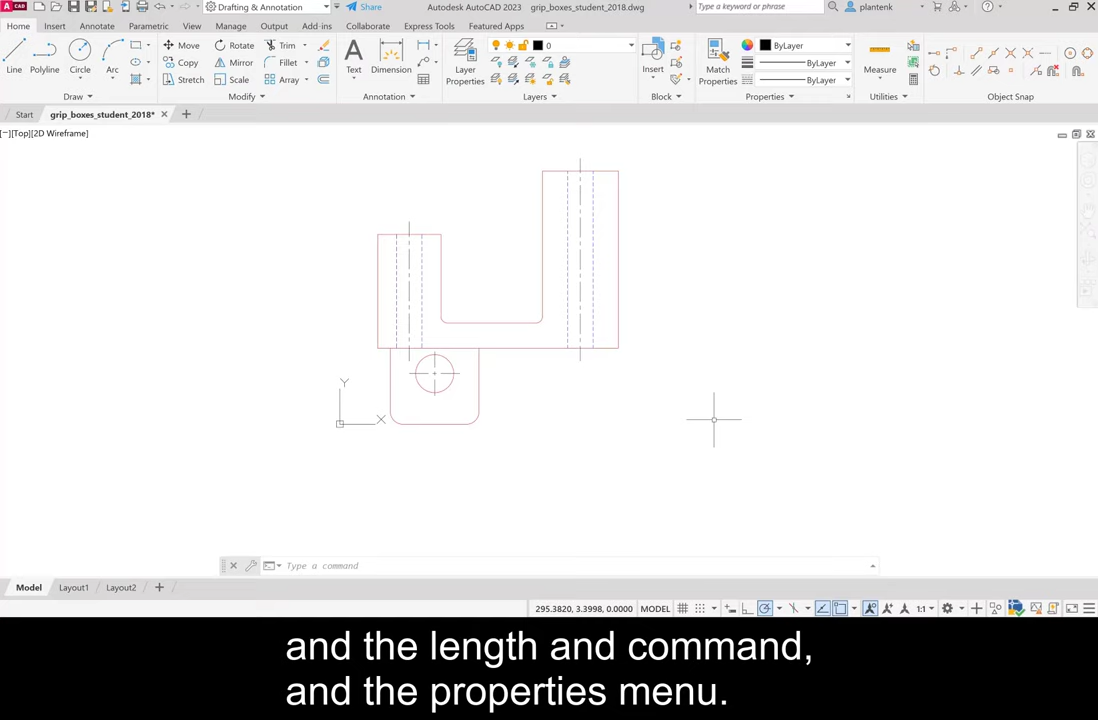 CAD
Drafting & Annotation
Share
Autodesk AutoCAD 2023 grip_boxes_student_2018.dwg
Type a keyword or phrase
plantenk
Home Insert Annotate Parametric View Manage Output Add-ins Collaborate Express Tools Featured Apps
Line Polyline Circle Arc
Move Rotate Trim
Copy Mirror Fillet
Stretch Scale Array
Text Dimension
Layer
Properties
0
Insert
Match
Properties
ByLayer
ByLayer
ByLayer
Measure
Draw Modify Annotation Layers Block Properties Utilities Object Snap
Start grip_boxes_student_2018*
[−][Top][2D Wireframe]
Y
X
Type a command
Model Layout1 Layout2
295.3820, 3.3998, 0.0000 MODEL 1:1
and the length and command,
and the properties menu.